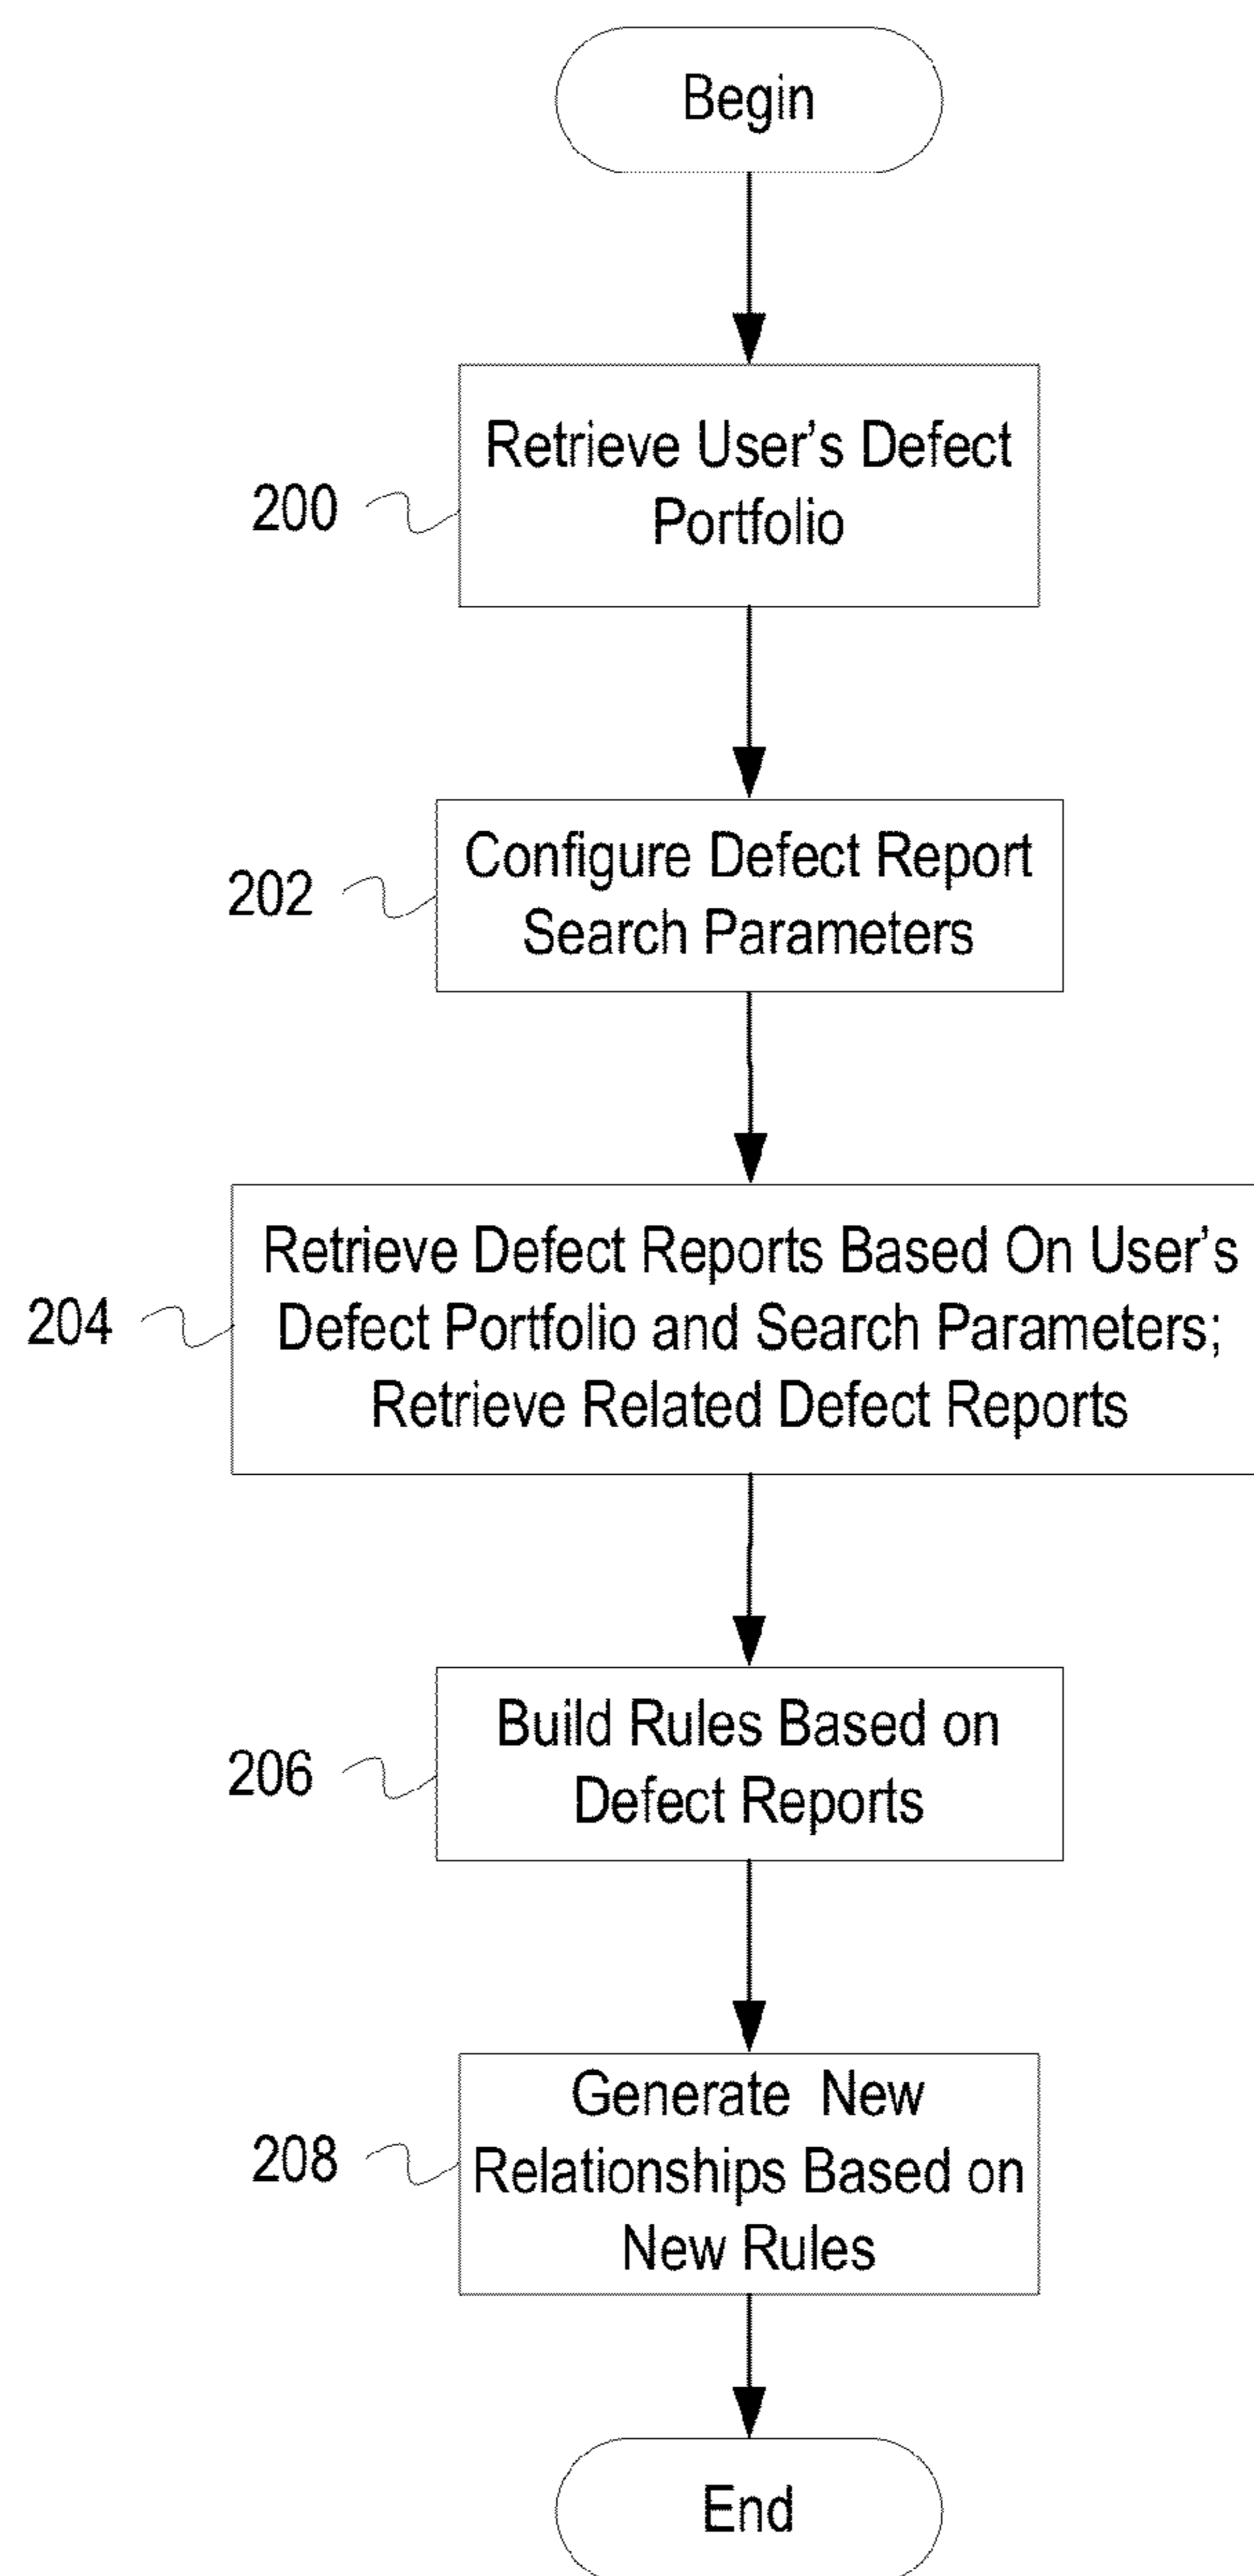 Begin
Retrieve User's Defect
Portfolio
200
Configure Defect Report
Search Parameters
202
Retrieve Defect Reports Based On User's
Defect Portfolio and Search Parameters;
Retrieve Related Defect Reports
204
Build Rules Based on
Defect Reports
206
Generate New
Relationships Based on
New Rules
208
End